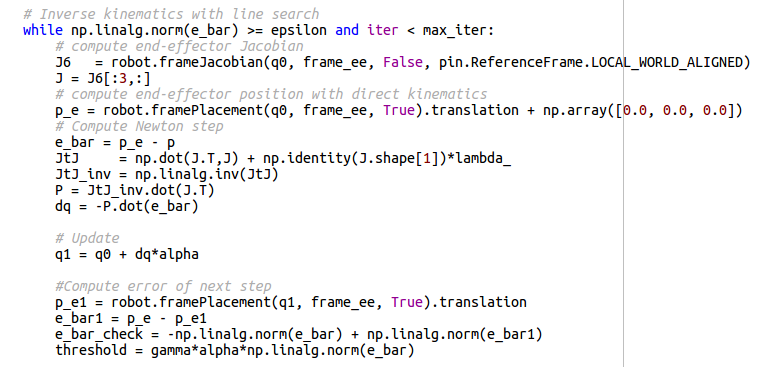 # Inverse kinematics with line search
while np.linalg.norm(e_bar) >= epsilon and iter < max_iter:
    # compute end-effector Jacobian
    J6   = robot.frameJacobian(q0, frame_ee, False, pin.ReferenceFrame.LOCAL_WORLD_ALIGNED)
    J = J6[:3,:]
    # compute end-effector position with direct kinematics
    p_e = robot.framePlacement(q0, frame_ee, True).translation + np.array([0.0, 0.0, 0.0])
    # Compute Newton step
    e_bar = p_e - p
    JtJ     = np.dot(J.T,J) + np.identity(J.shape[1])*lambda_
    JtJ_inv = np.linalg.inv(JtJ)
    P = JtJ_inv.dot(J.T)
    dq = -P.dot(e_bar)

    # Update
    q1 = q0 + dq*alpha

    #Compute error of next step
    p_e1 = robot.framePlacement(q1, frame_ee, True).translation
    e_bar1 = p_e - p_e1
    e_bar_check = -np.linalg.norm(e_bar) + np.linalg.norm(e_bar1)
    threshold = gamma*alpha*np.linalg.norm(e_bar)